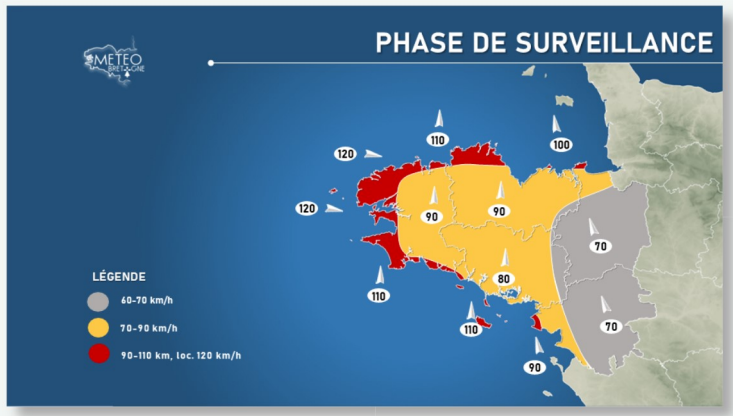 PHASE DE SURVEILLANCE
METEO
BRETAGNE
110
100
120
120
90
90
70
80
110
110
70
90
LÉGENDE
60-70 km/h
70-90 km/h
90-110 km, loc. 120 km/h